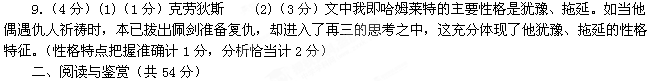 9.（4分）(1)（1分）克劳狄斯　(2)（3分）文中我即哈姆莱特的主要性格是犹豫、拖延。如当他
偶遇仇人祈祷时，本已拔出佩剑准备复仇，却进入了再三的思考之中，这充分体现了他犹豫、拖延的性格
特征。（性格特点把握准确计 1 分，分析恰当计 2 分）
二、阅读与鉴赏（共 54 分）